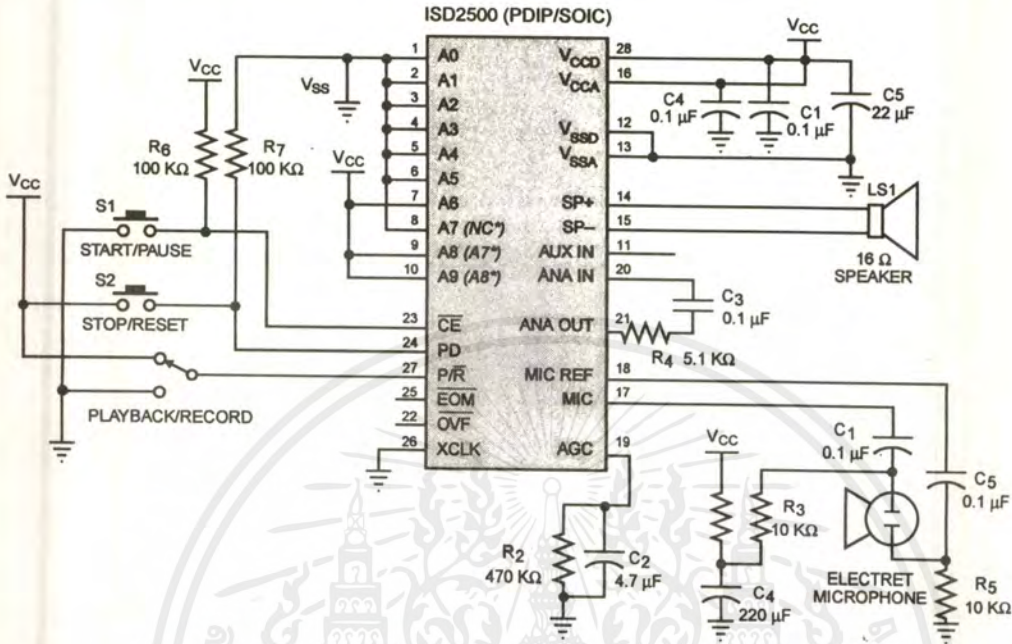 ISD2500 (PDIP/SOIC)
1 A0
2 A1
3 A2
4 A3
5 A4
6 A5
7 A6
8 A7 (NC*)
9 A8 (A7*)
10 A9 (A8*)
23 CE
24 PD
27 P/R
25 EOM
22 OVF
26 XCLK
VCCD 28
VCCA 16
VSSD 12
VSSA 13
SP+ 14
SP– 15
AUX IN 11
ANA IN 20
ANA OUT 21
MIC REF 18
MIC 17
AGC 19
VCC
VSS
R6
100 KΩ
R7
100 KΩ
VCC
VCC
S1
START/PAUSE
S2
STOP/RESET
PLAYBACK/RECORD
VCC
C4
0.1 µF
C1
0.1 µF
C5
22 µF
LS1
16 Ω
SPEAKER
C3
0.1 µF
R4 5.1 KΩ
C1
0.1 µF
C5
0.1 µF
VCC
R3
10 KΩ
C4
220 µF
ELECTRET
MICROPHONE
R5
10 KΩ
R2
470 KΩ
C2
4.7 µF